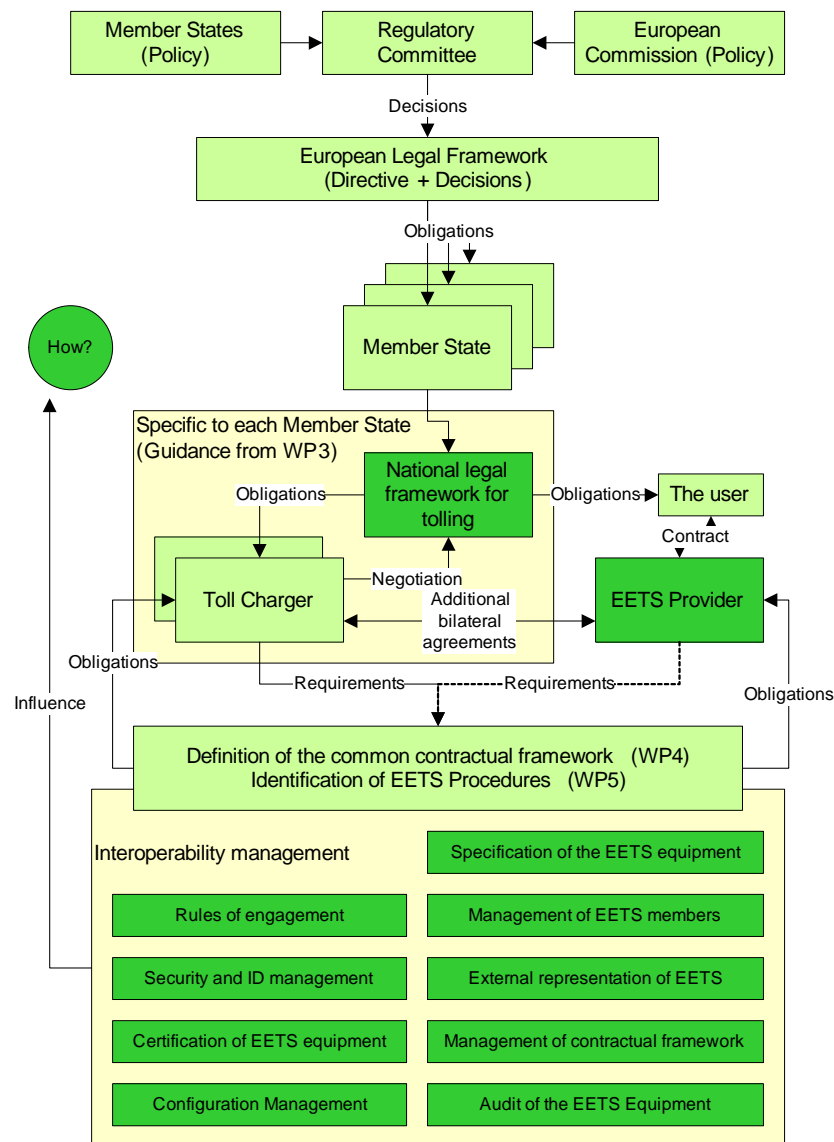 Member States
(Policy)
Regulatory
Committee
European
Commission (Policy)
Decisions
European Legal Framework
(Directive + Decisions)
Obligations
Member State
How?
Specific to each Member State
(Guidance from WP3)
National legal
framework for
tolling
Obligations
Obligations
The user
Contract
Toll Charger
Negotiation
Additional
bilateral
agreements
EETS Provider
Obligations
Requirements
Requirements
Obligations
Influence
Definition of the common contractual framework (WP4)
Identification of EETS Procedures (WP5)
Interoperability management
Specification of the EETS equipment
Rules of engagement
Management of EETS members
Security and ID management
External representation of EETS
Certification of EETS equipment
Management of contractual framework
Configuration Management
Audit of the EETS Equipment